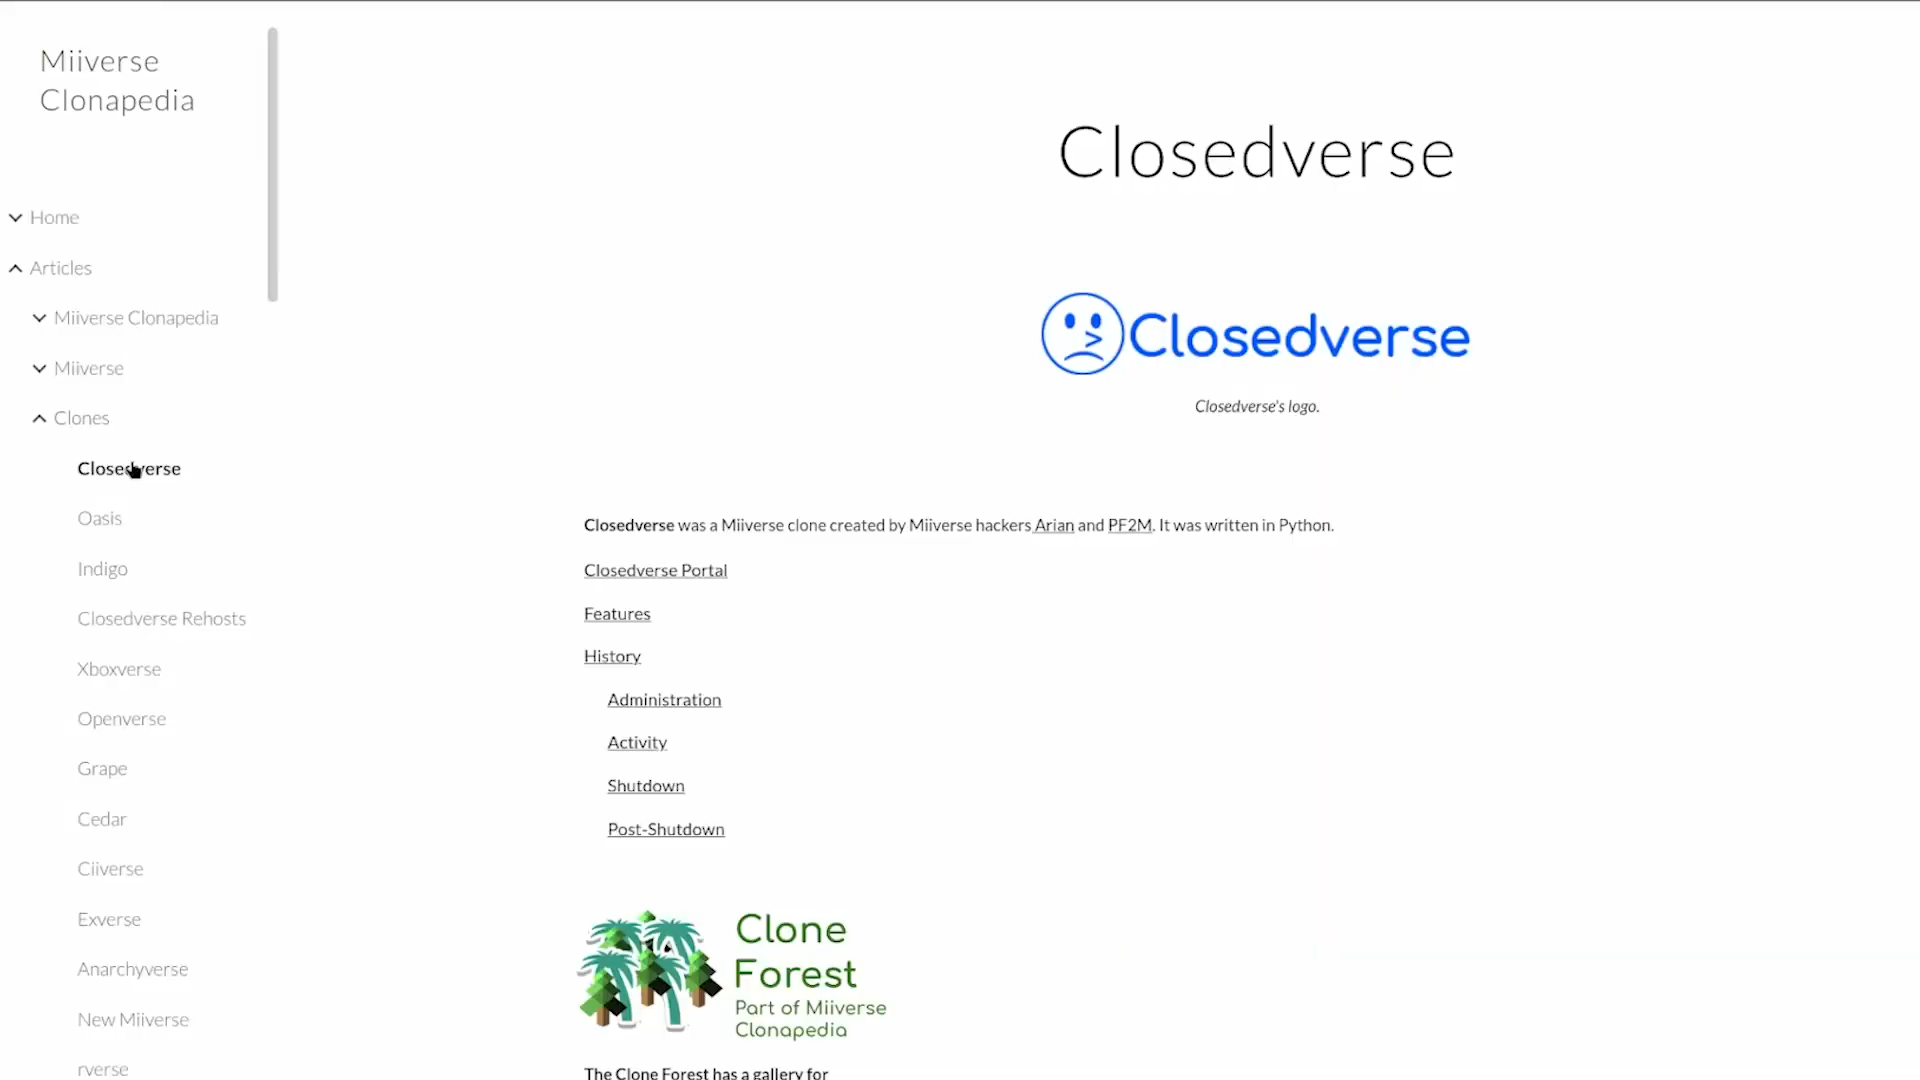 Miiverse
Clonapedia
Home
Articles
Miiverse Clonapedia
Miiverse
Clones
Closedverse
Oasis
Indigo
Closedverse Rehosts
Xboxverse
Openverse
Grape
Cedar
Ciiverse
Exverse
Anarchyverse
New Miiverse
rverse
Closedverse
Closedverse
Closedverse's logo.
Closedverse was a Miiverse clone created by Miiverse hackers Arian and PF2M. It was written in Python.
Closedverse Portal
Features
History
Administration
Activity
Shutdown
Post-Shutdown
Clone
Forest
Part of Miiverse
Clonapedia
The Clone Forest has a gallery for